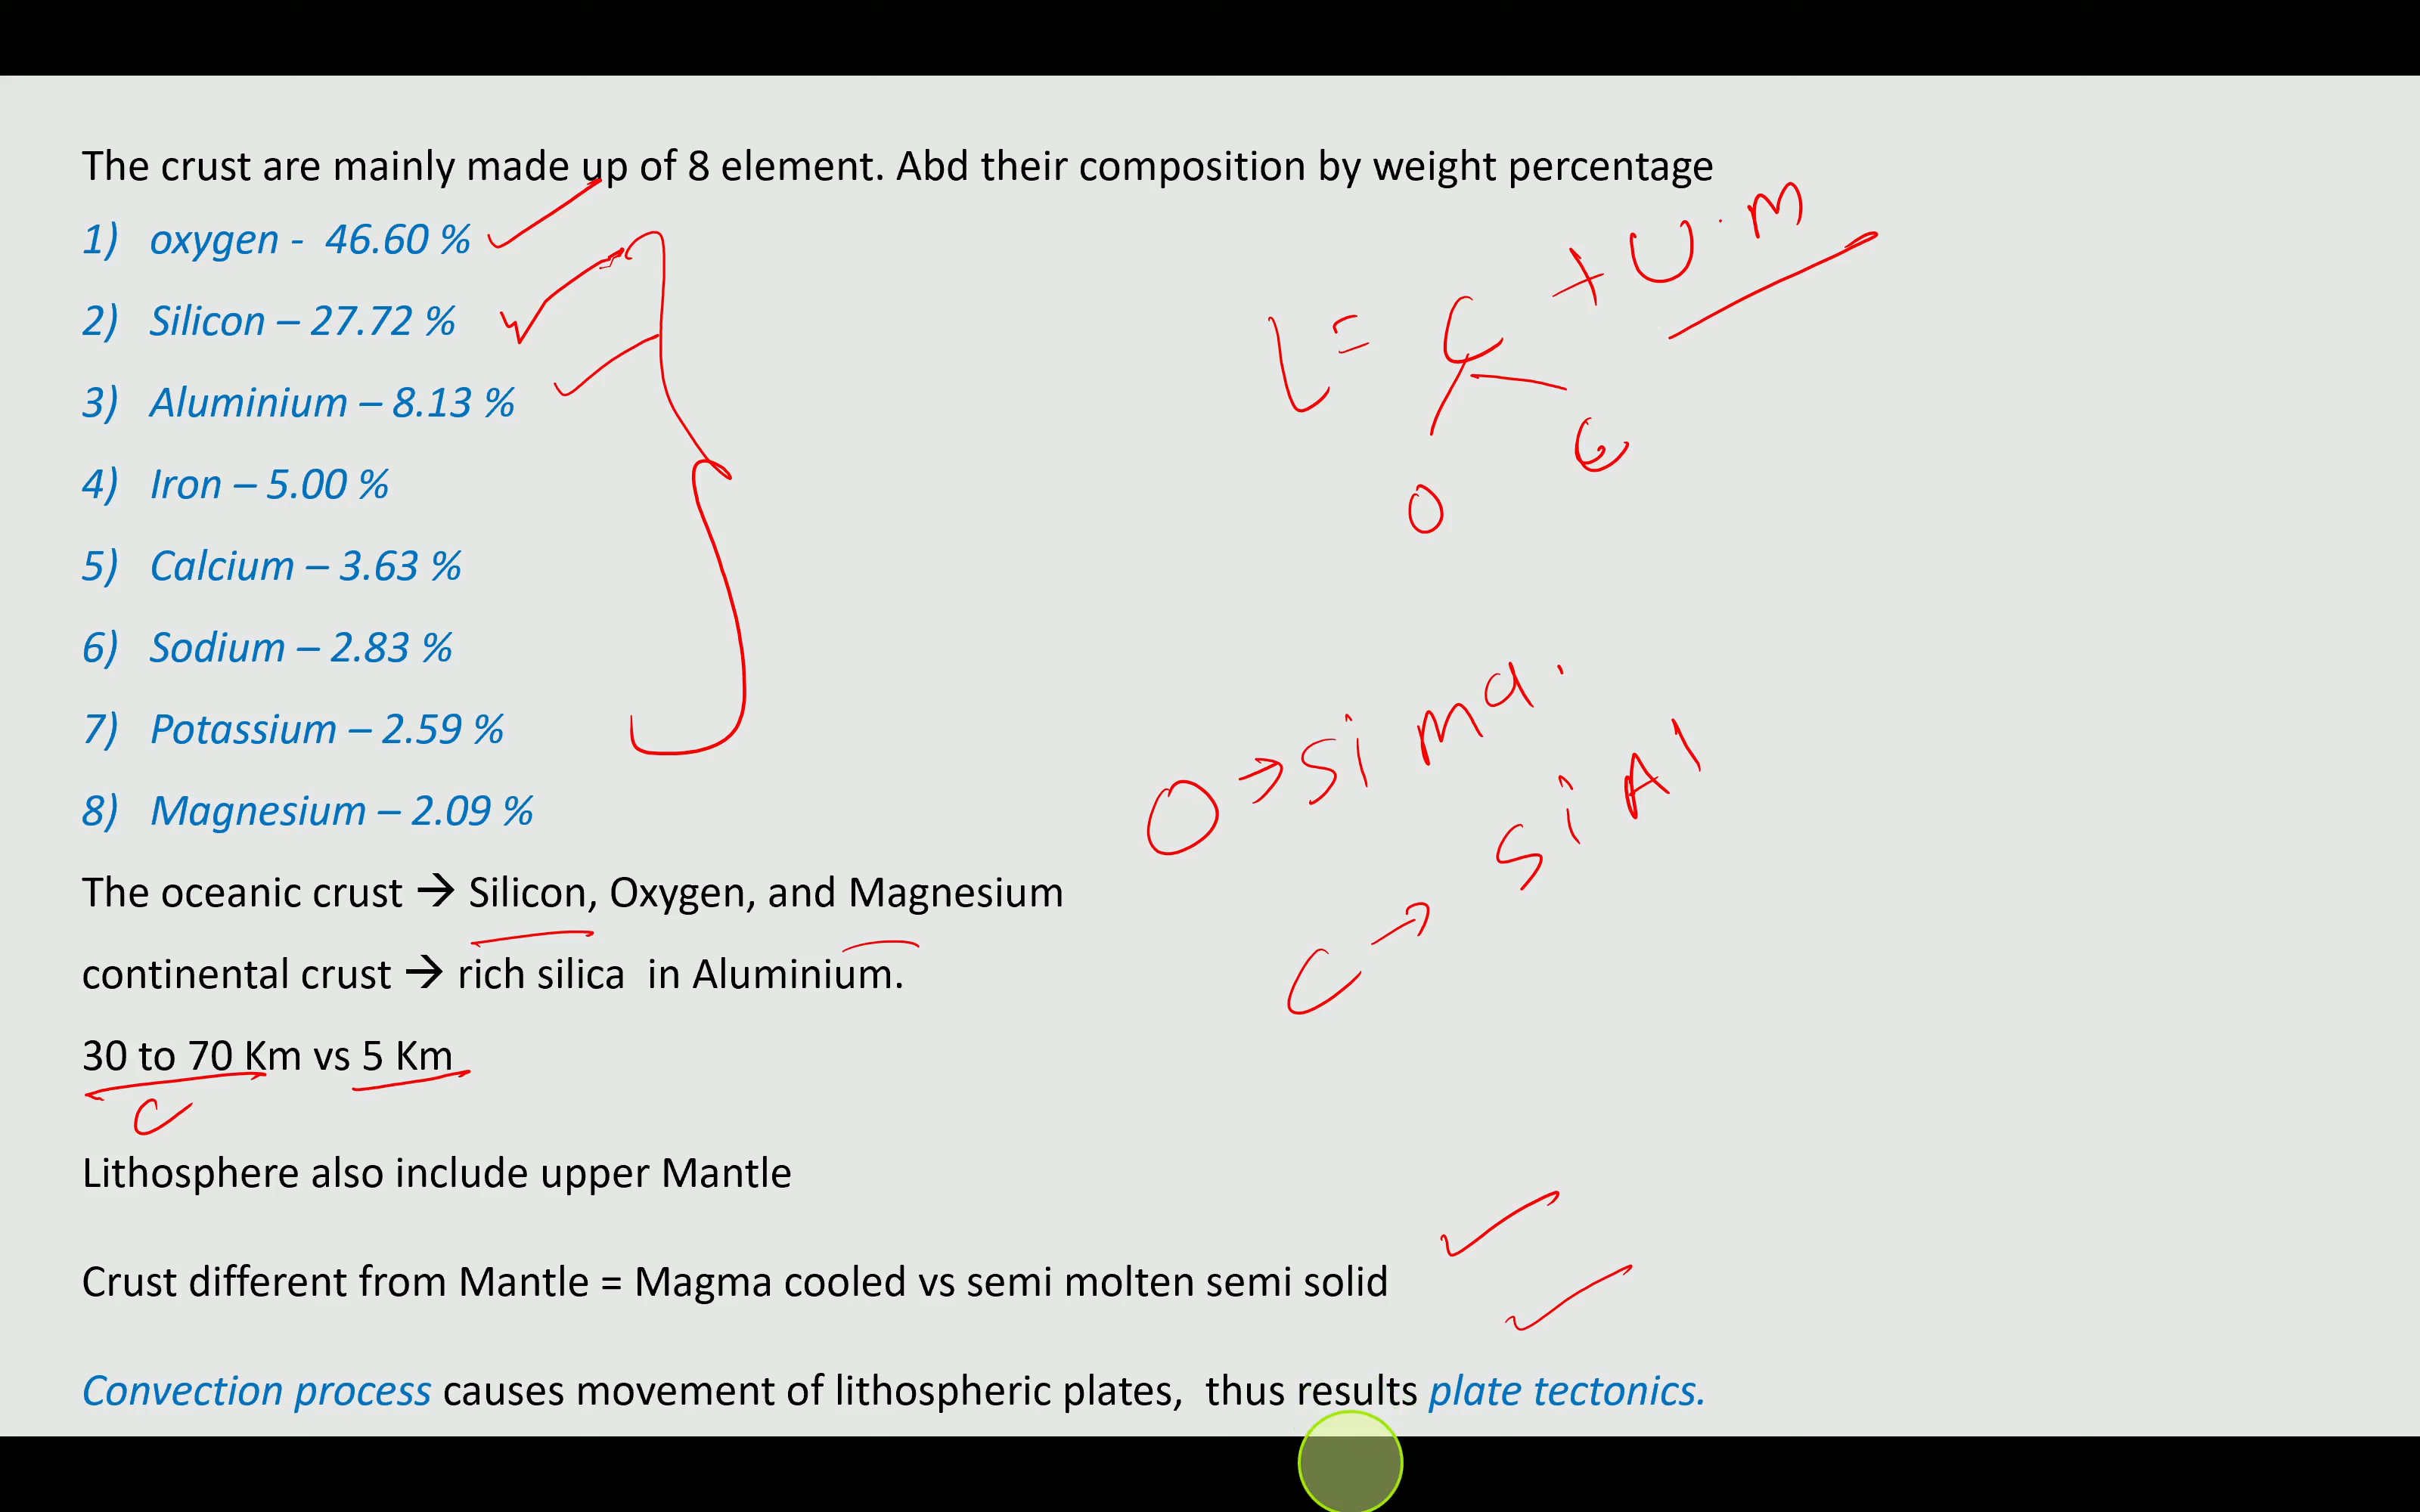 The crust are mainly made up of 8 element. Abd their composition by weight percentage
1) oxygen - 46.60 %
2) Silicon – 27.72 %
3) Aluminium – 8.13 %
4) Iron – 5.00 %
5) Calcium – 3.63 %
6) Sodium – 2.83 %
7) Potassium – 2.59 %
8) Magnesium – 2.09 %
The oceanic crust → Silicon, Oxygen, and Magnesium
continental crust → rich silica in Aluminium.
30 to 70 Km vs 5 Km
C
Lithosphere also include upper Mantle
Crust different from Mantle = Magma cooled vs semi molten semi solid
Convection process causes movement of lithospheric plates, thus results plate tectonics.
L = C + U.M
O
O → Sima.
C → SiAl